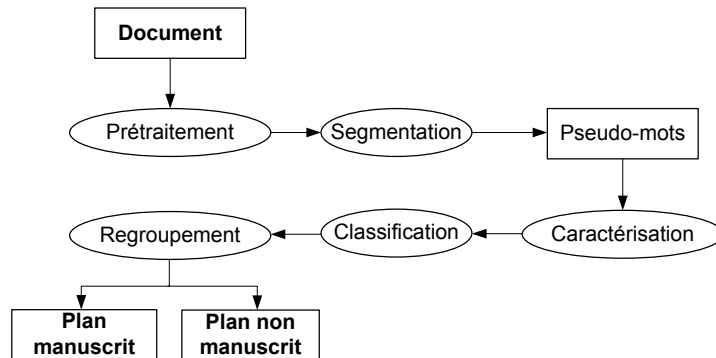 Document
Prétraitement
Segmentation
Pseudo-mots
Caractérisation
Classification
Regroupement
Plan
manuscrit
Plan non
manuscrit